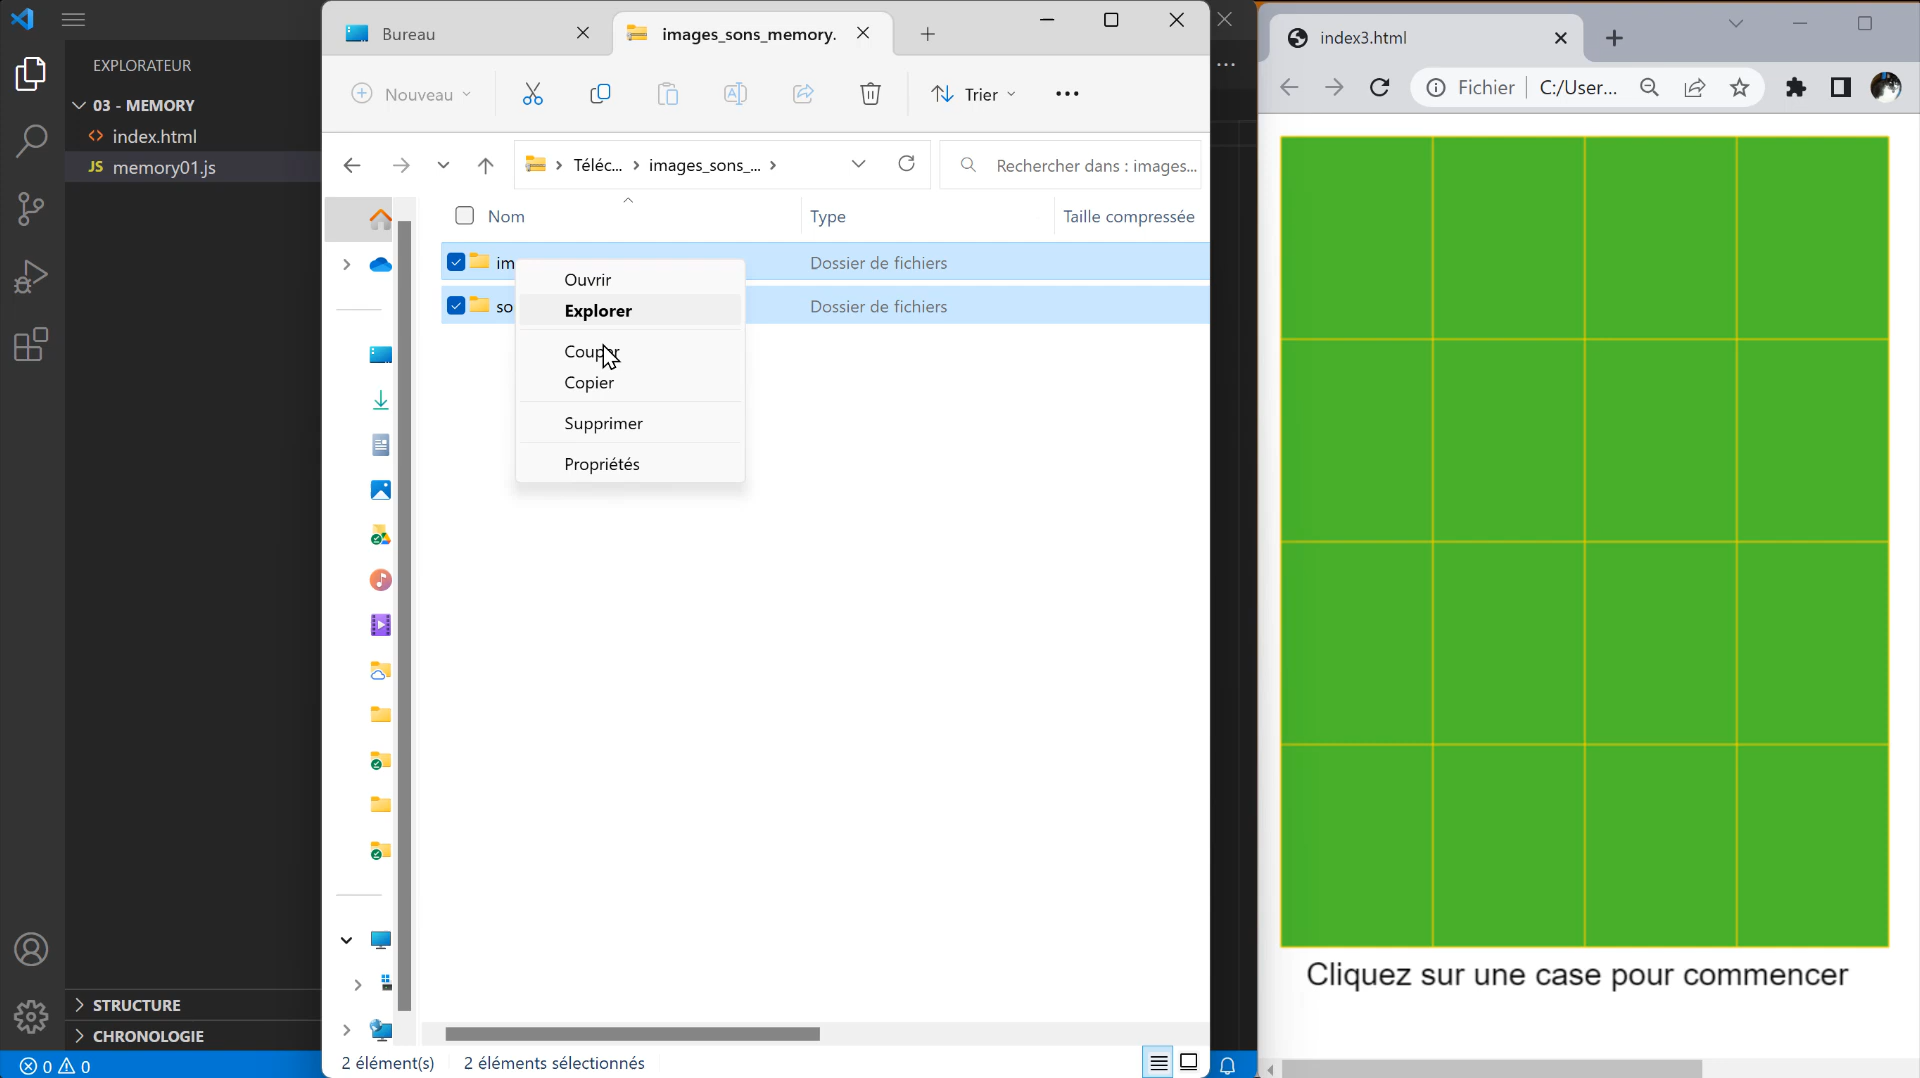 EXPLORATEUR
03 - MEMORY
index.html
JS memory01.js
STRUCTURE
CHRONOLOGIE
0 0
Bureau
images_sons_memory.
Nouveau
Trier
Téléc...
images_sons_...
Rechercher dans : images...
Nom
Type
Taille compressée
im
Dossier de fichiers
so
Dossier de fichiers
Ouvrir
Explorer
Couper
Copier
Supprimer
Propriétés
2 élément(s)
2 éléments sélectionnés
index3.html
Fichier
C:/User...
Cliquez sur une case pour commencer